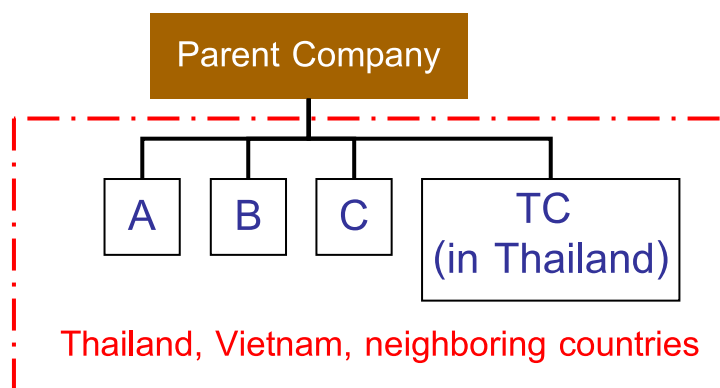 Parent Company
A
B
C
TC
(in Thailand)
Thailand, Vietnam, neighboring countries